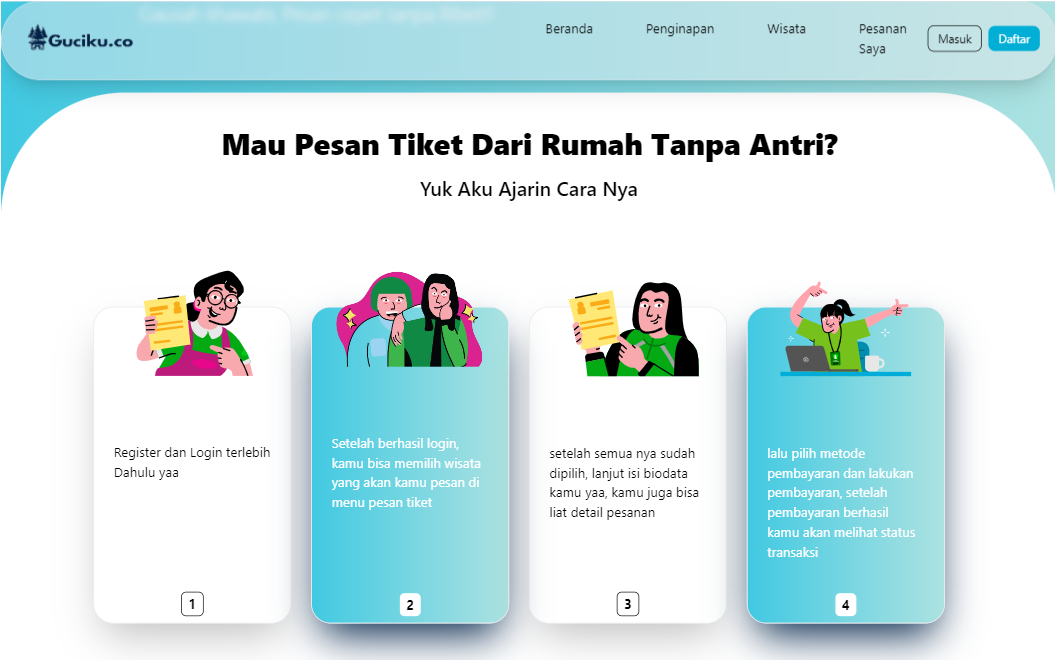 Guciku.co
Beranda
Penginapan
Wisata
Pesanan
Saya
Masuk
Daftar
Mau Pesan Tiket Dari Rumah Tanpa Antri?
Yuk Aku Ajarin Cara Nya
Register dan Login terlebih
Dahulu yaa
1
Setelah berhasil login,
kamu bisa memilih wisata
yang akan kamu pesan di
menu pesan tiket
2
setelah semua nya sudah
dipilih, lanjut isi biodata
kamu yaa, kamu juga bisa
liat detail pesanan
3
lalu pilih metode
pembayaran dan lakukan
pembayaran, setelah
pembayaran berhasil
kamu akan melihat status
transaksi
4